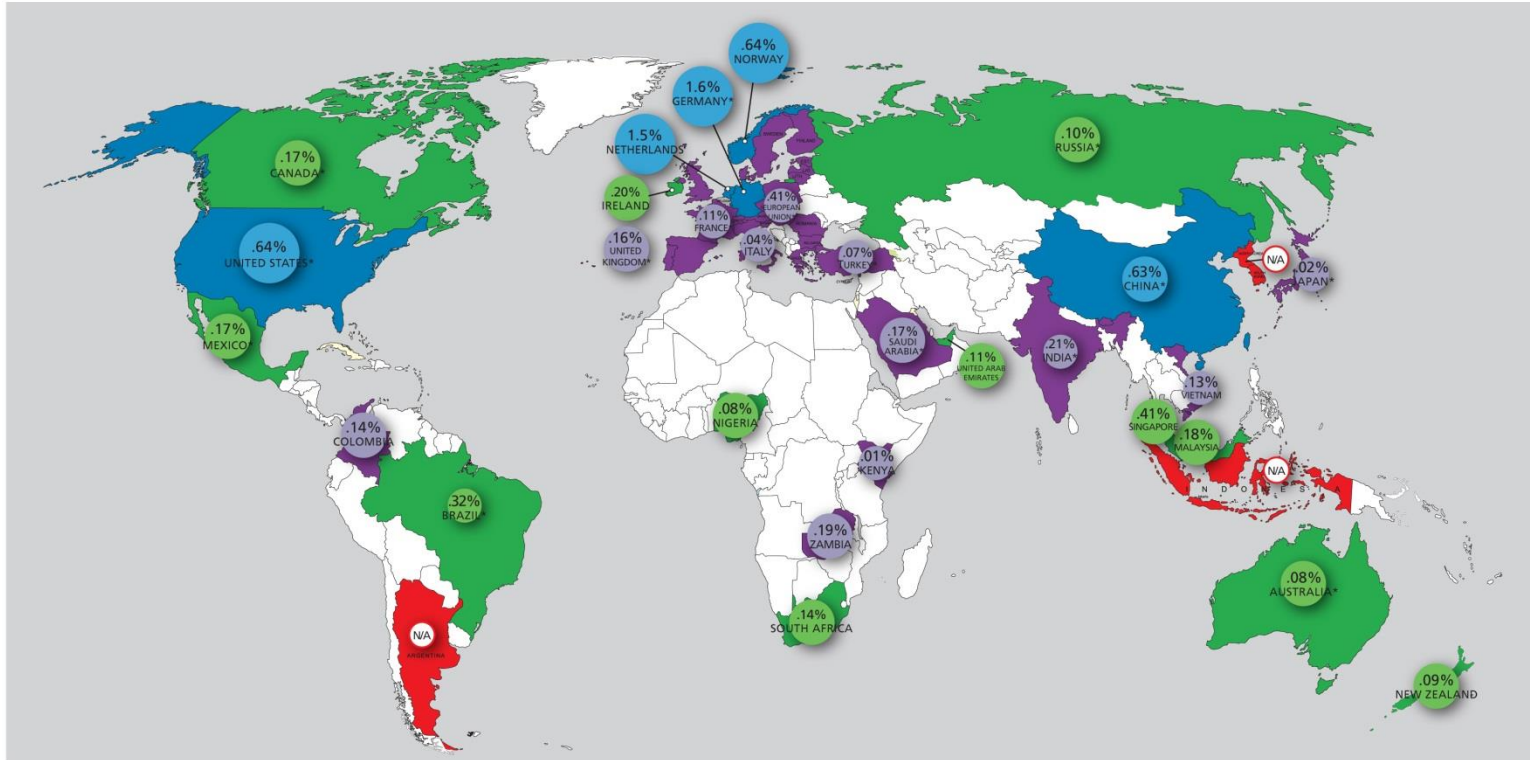 .64%
NORWAY
1.6%
GERMANY*
1.5%
NETHERLANDS
.17%
CANADA*
.10%
RUSSIA*
SWEDEN
FINLAND
.20%
IRELAND
.41%
EUROPEAN
UNION*
.11%
FRANCE
.16%
UNITED
KINGDOM*
.04%
ITALY
.07%
TURKEY*
.64%
UNITED STATES*
.63%
CHINA*
N/A
.02%
JAPAN*
.17%
MEXICO*
.17%
SAUDI
ARABIA*
.11%
UNITED ARAB
EMIRATES
.21%
INDIA*
.13%
VIETNAM
.08%
NIGERIA
.14%
COLOMBIA
.41%
SINGAPORE
.18%
MALAYSIA
.01%
KENYA
N/A
INDONESIA
.32%
BRAZIL*
.19%
ZAMBIA
.08%
AUSTRALIA*
.14%
SOUTH AFRICA
N/A
ARGENTINA
.09%
NEW ZEALAND